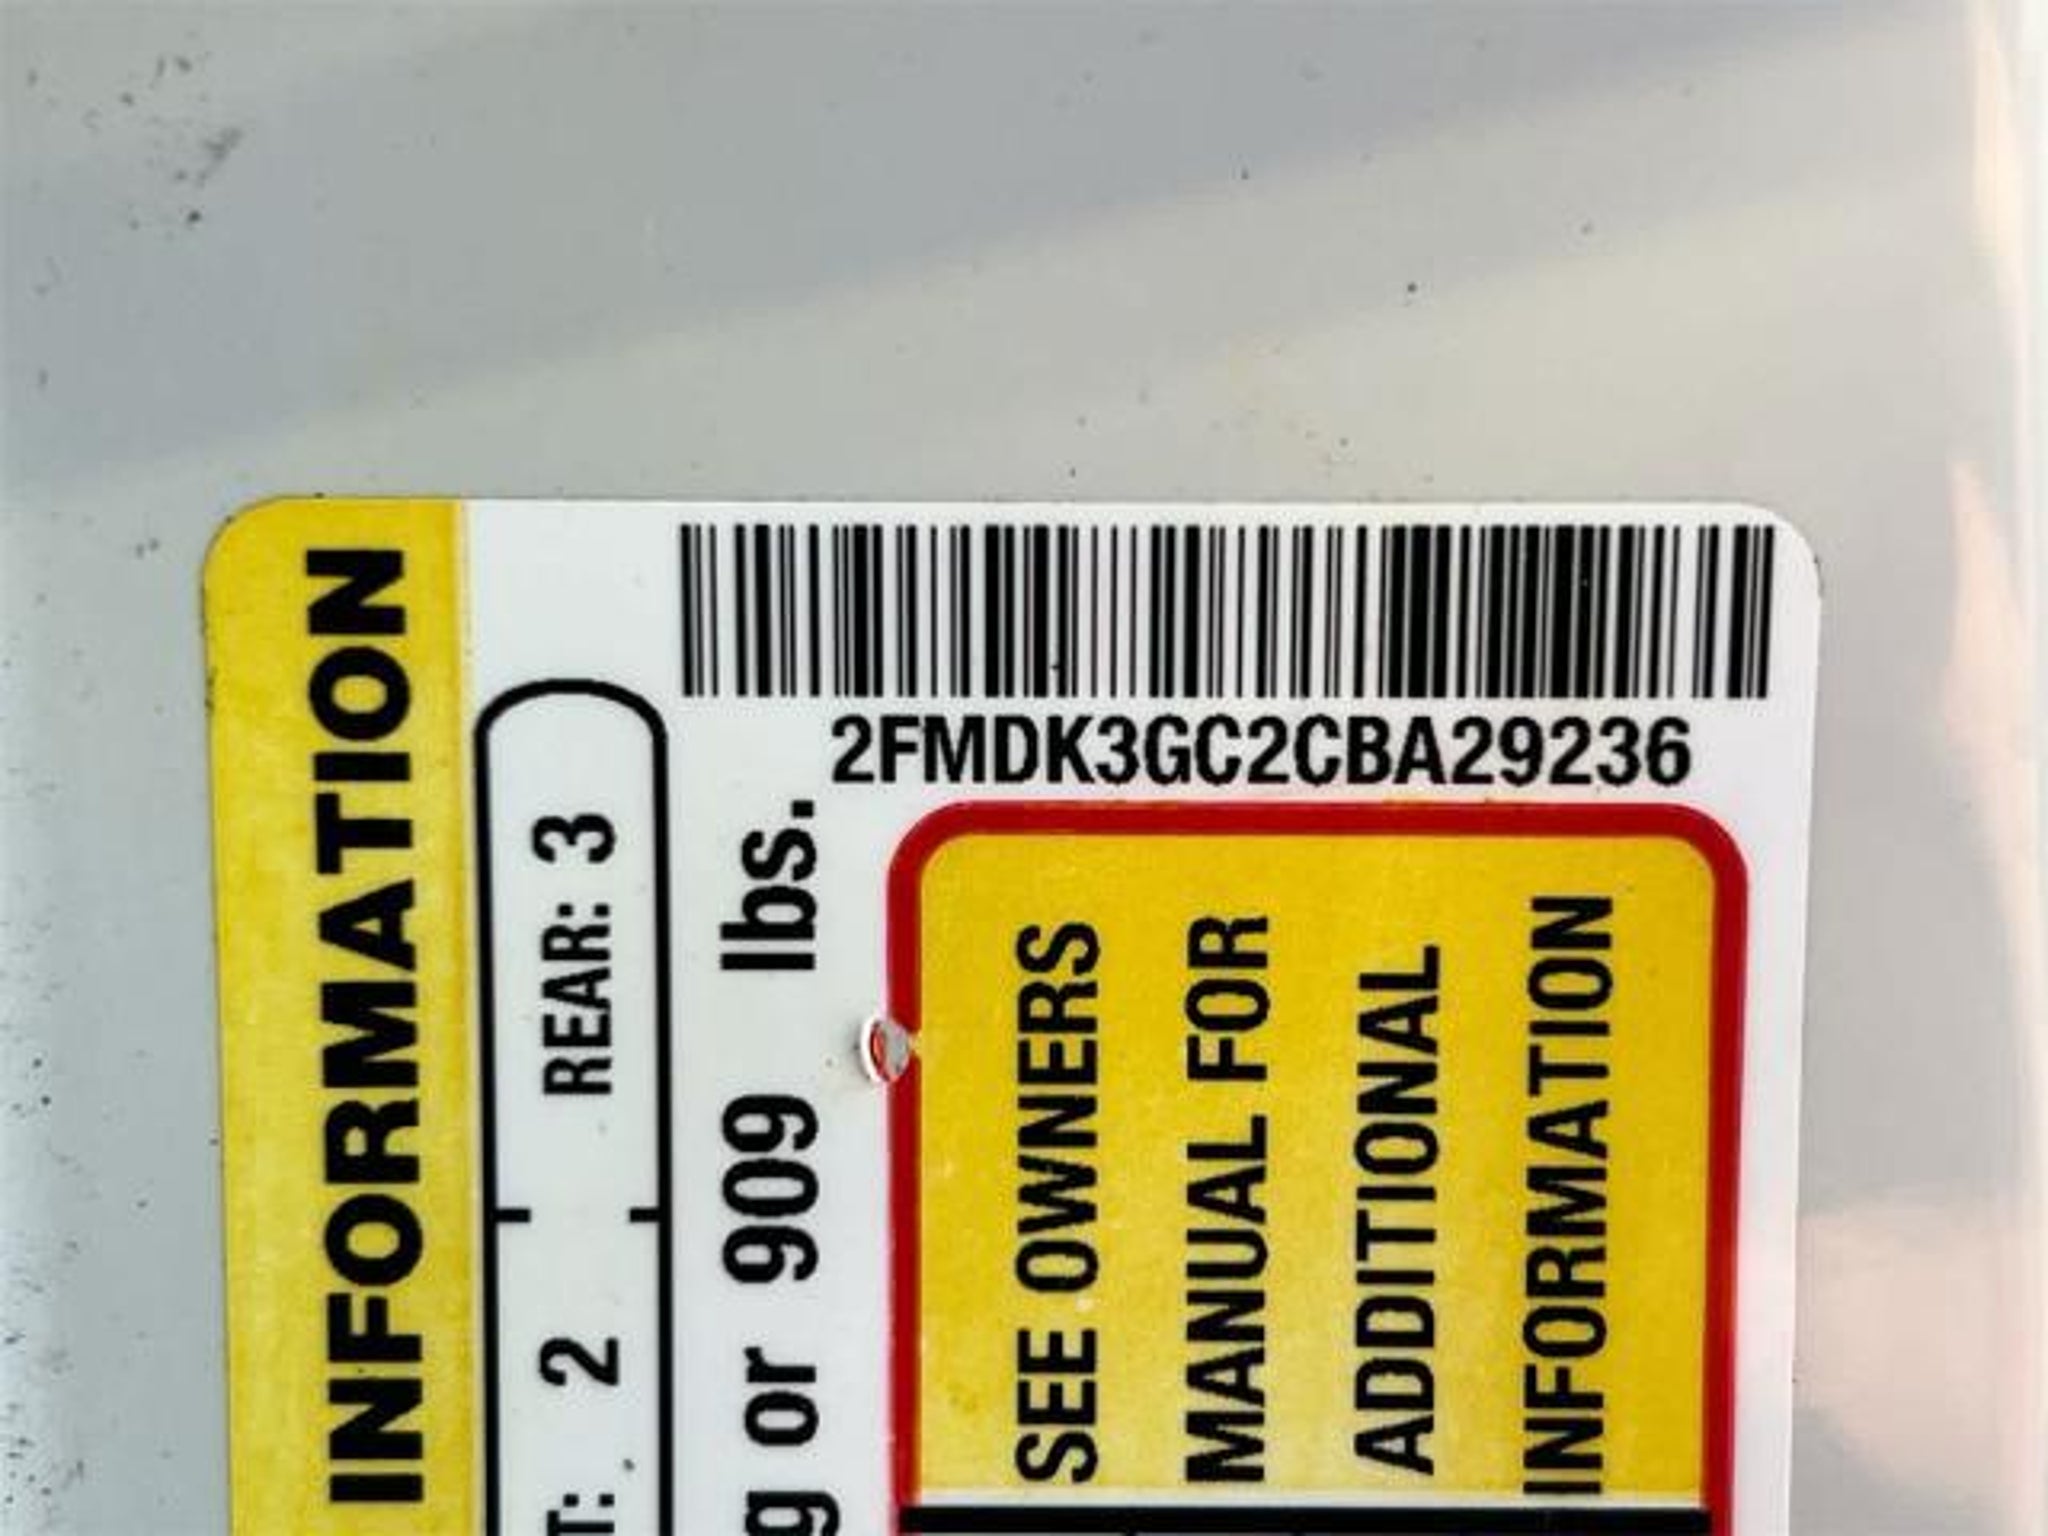 2FMDK3GC2CBA29236
INFORMATION
T: 2 REAR: 3
g or 909 lbs.
SEE OWNERS
MANUAL FOR
ADDITIONAL
INFORMATION